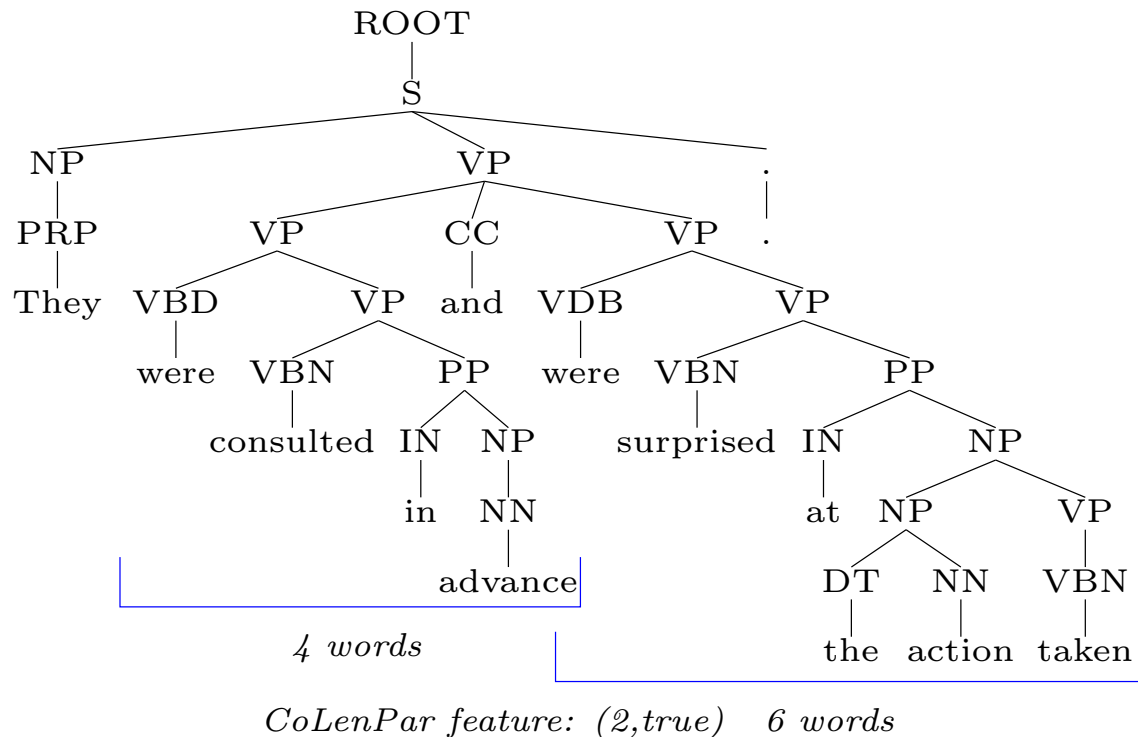 ROOT
S
NP VP .
PRP VP CC VP .
They VBD VP and VDB VP
were VBN PP were VBN PP
consulted IN NP surprised IN NP
in NN at NP VP
advance DT NN VBN
4 words the action taken
CoLenPar feature: (2,true) 6 words